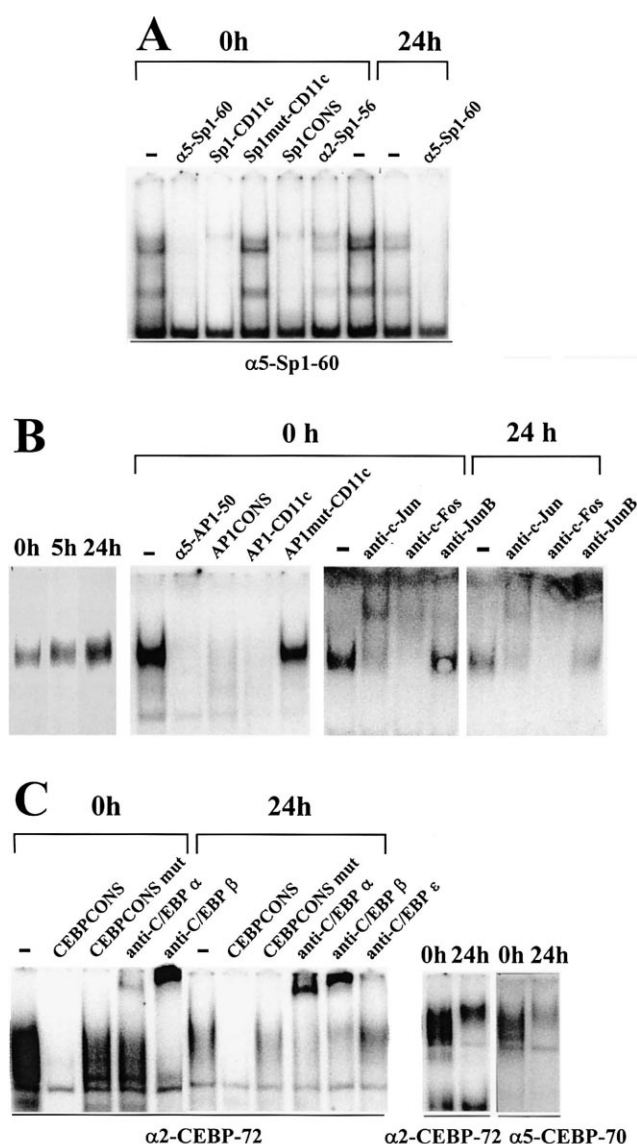 A
0h 24h
– α5-Sp1-60 Sp1-CD11c Sp1mut-CD11c Sp1CONS α2-Sp1-56 – – α5-Sp1-60
α5-Sp1-60
B
0 h 24 h
0h 5h 24h – α5-AP1-50 AP1CONS AP1-CD11c AP1mut-CD11c – anti-c-Jun anti-c-Fos anti-JunB – anti-c-Jun anti-c-Fos anti-JunB
C
0h 24h
– CEBPCONS CEBPCONS mut anti-C/EBP α anti-C/EBP β – CEBPCONS CEBPCONS mut anti-C/EBP α anti-C/EBP β anti-C/EBP ε
0h 24h 0h 24h
α2-CEBP-72 α2-CEBP-72 α5-CEBP-70